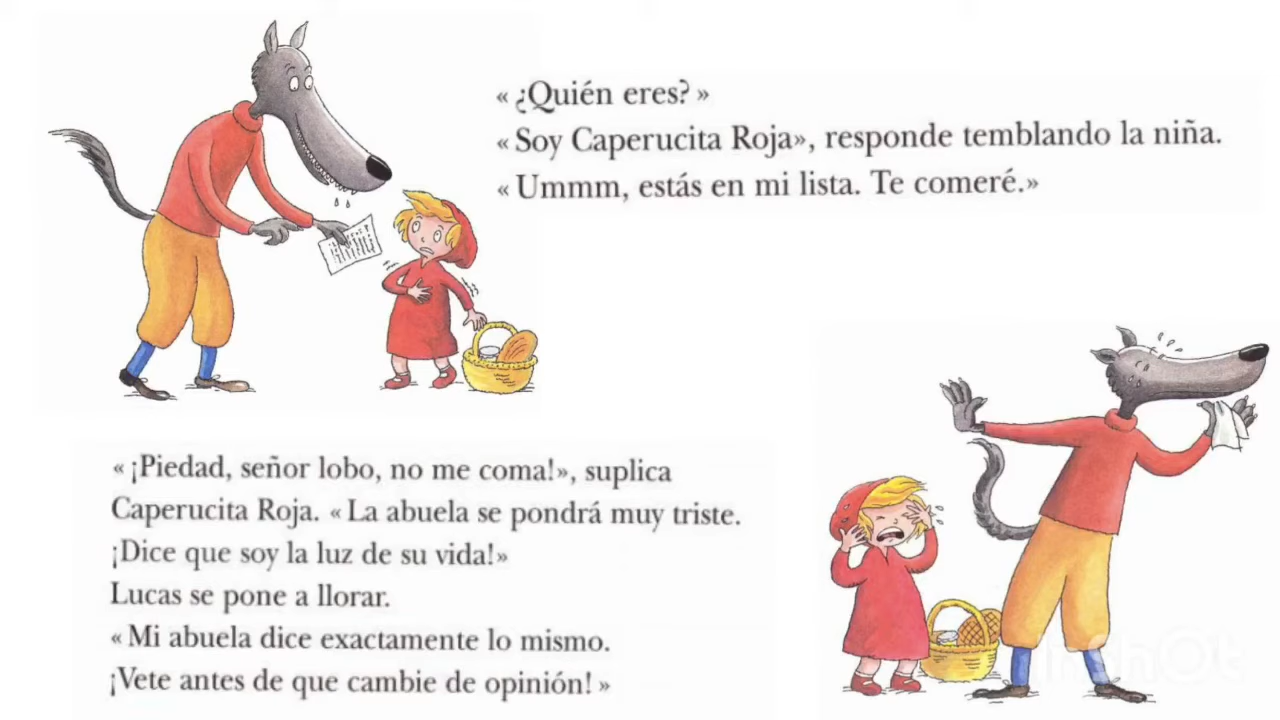 « ¿Quién eres? »
« Soy Caperucita Roja», responde temblando la niña.
« Ummm, estás en mi lista. Te comeré.»
« ¡Piedad, señor lobo, no me coma!», suplica
Caperucita Roja. « La abuela se pondrá muy triste.
¡Dice que soy la luz de su vida!»
Lucas se pone a llorar.
« Mi abuela dice exactamente lo mismo.
¡Vete antes de que cambie de opinión! »
InShOt